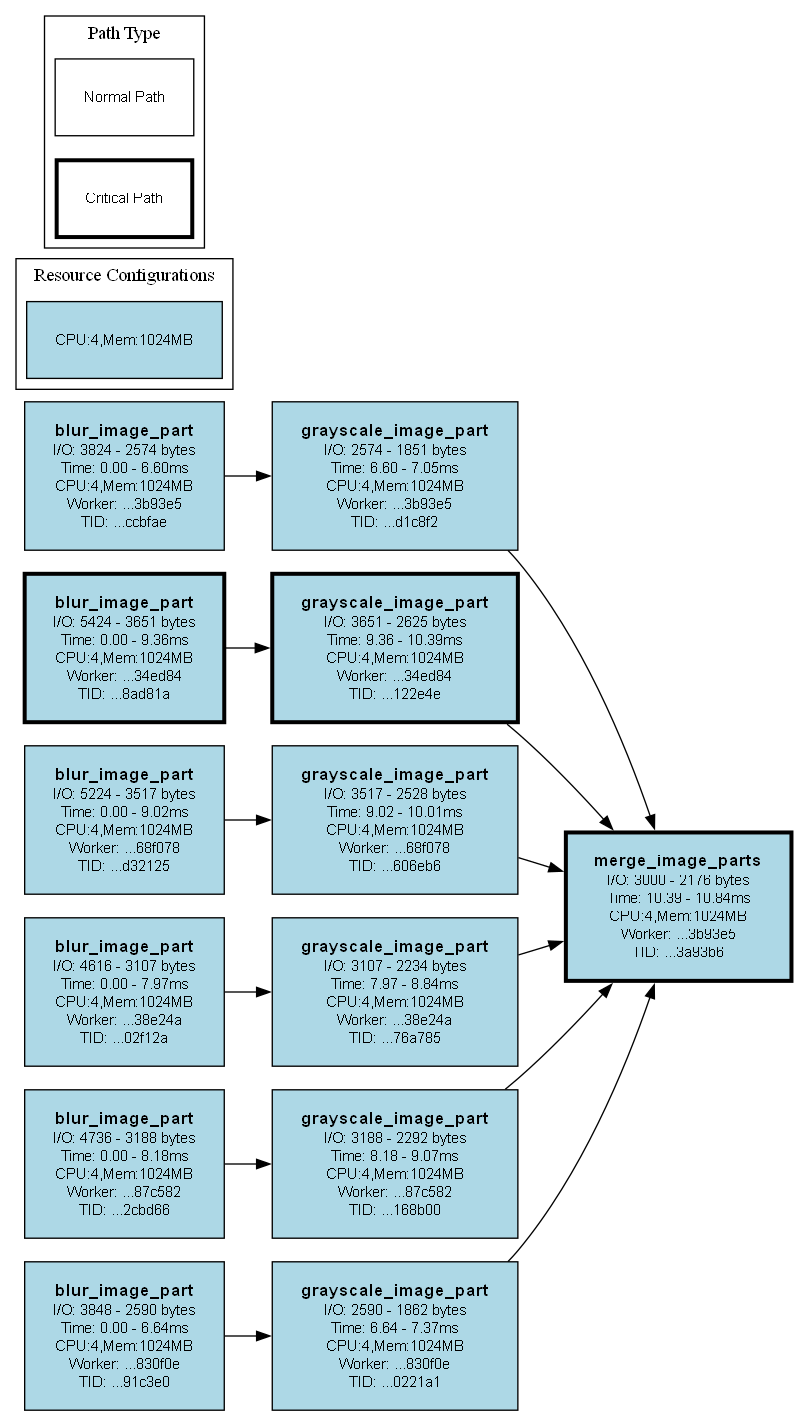 Path Type
Normal Path
Critical Path
Resource Configurations
CPU:4,Mem:1024MB
blur_image_part
I/O: 3824 - 2574 bytes
Time: 0.00 - 6.60ms
CPU:4,Mem:1024MB
Worker: ...3b93e5
TID: ...ccbfae
grayscale_image_part
I/O: 2574 - 1851 bytes
Time: 6.60 - 7.05ms
CPU:4,Mem:1024MB
Worker: ...3b93e5
TID: ...d1c8f2
blur_image_part
I/O: 5424 - 3651 bytes
Time: 0.00 - 9.36ms
CPU:4,Mem:1024MB
Worker: ...34ed84
TID: ...8ad81a
grayscale_image_part
I/O: 3651 - 2625 bytes
Time: 9.36 - 10.39ms
CPU:4,Mem:1024MB
Worker: ...34ed84
TID: ...122e4e
blur_image_part
I/O: 5224 - 3517 bytes
Time: 0.00 - 9.02ms
CPU:4,Mem:1024MB
Worker: ...68f078
TID: ...d32125
grayscale_image_part
I/O: 3517 - 2528 bytes
Time: 9.02 - 10.01ms
CPU:4,Mem:1024MB
Worker: ...68f078
TID: ...606eb6
merge_image_parts
I/O: 3000 - 2176 bytes
Time: 10.39 - 10.84ms
CPU:4,Mem:1024MB
Worker: ...3b93e5
TID: ...3a93b6
blur_image_part
I/O: 4616 - 3107 bytes
Time: 0.00 - 7.97ms
CPU:4,Mem:1024MB
Worker: ...38e24a
TID: ...02f12a
grayscale_image_part
I/O: 3107 - 2234 bytes
Time: 7.97 - 8.84ms
CPU:4,Mem:1024MB
Worker: ...38e24a
TID: ...76a785
blur_image_part
I/O: 4736 - 3188 bytes
Time: 0.00 - 8.18ms
CPU:4,Mem:1024MB
Worker: ...87c582
TID: ...2cbd66
grayscale_image_part
I/O: 3188 - 2292 bytes
Time: 8.18 - 9.07ms
CPU:4,Mem:1024MB
Worker: ...87c582
TID: ...168b00
blur_image_part
I/O: 3848 - 2590 bytes
Time: 0.00 - 6.64ms
CPU:4,Mem:1024MB
Worker: ...830f0e
TID: ...91c3e0
grayscale_image_part
I/O: 2590 - 1862 bytes
Time: 6.64 - 7.37ms
CPU:4,Mem:1024MB
Worker: ...830f0e
TID: ...0221a1